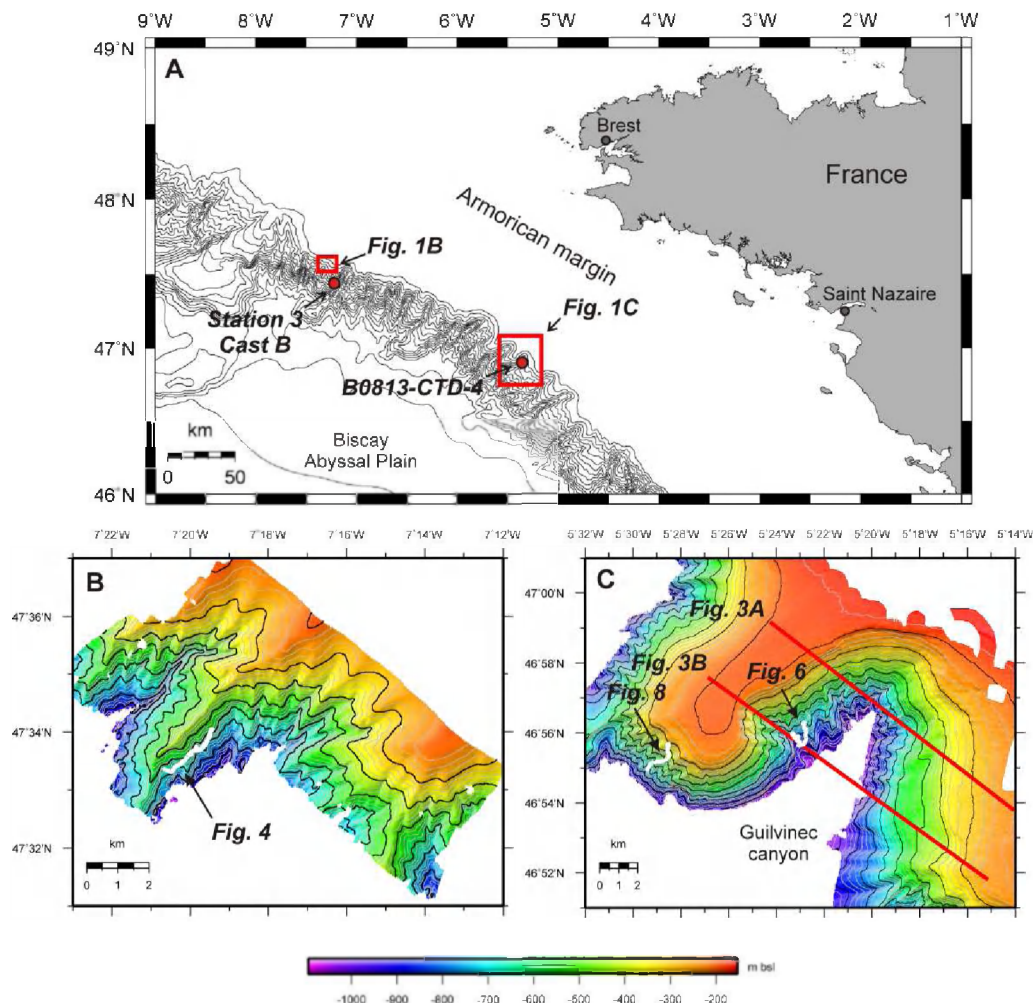 9°W 8°W 7°W 6°W 5°W 4°W 3°W 2°W 1°W
49°N
A
Brest
France
48°N
Armorican margin
Fig. 1B
Saint Nazaire
Station 3
Cast B
Fig. 1C
47°N
B0813-CTD-4
km
0 50
Biscay
Abyssal Plain
46°N
7°22'W 7°20'W 7°18'W 7°16'W 7°14'W 7°12'W
B
47°36'N
47°34'N
47°32'N
Fig. 4
km
0 1 2
5°32'W 5°30'W 5°28'W 5°26'W 5°24'W 5°22'W 5°20'W 5°18'W 5°16'W 5°14'W
C
47°00'N
Fig. 3A
46°58'N
Fig. 3B
Fig. 6
Fig. 8
46°56'N
46°54'N
Guilvinec
canyon
46°52'N
km
0 1 2
m bsl
-1000 -900 -800 -700 -600 -500 -400 -300 -200